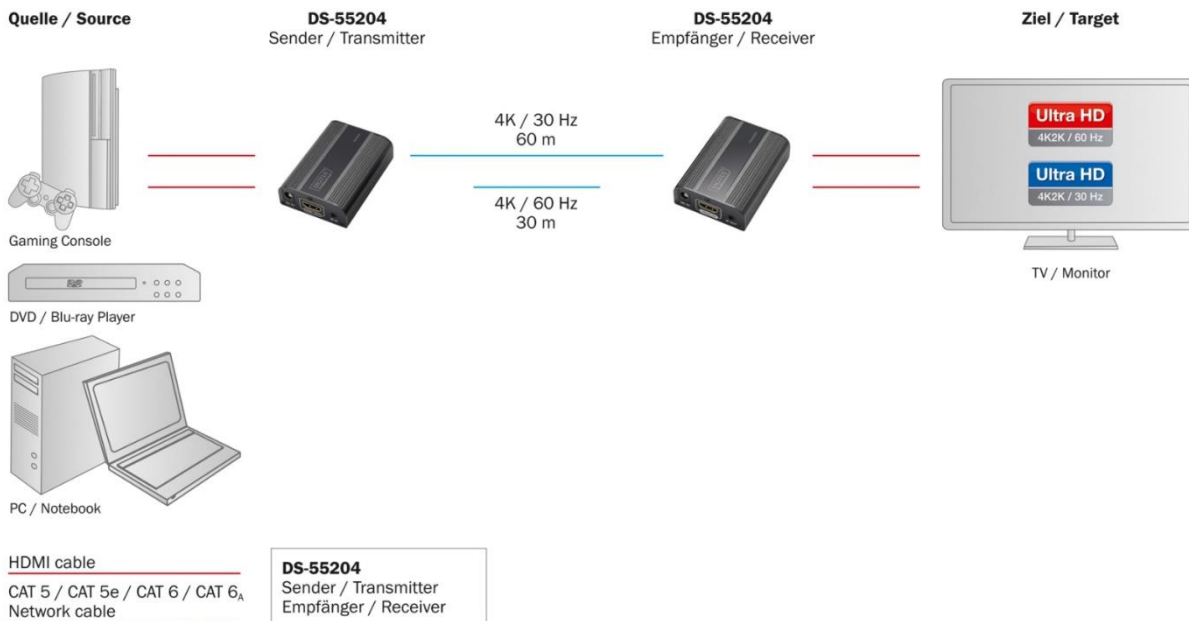 Quelle / Source
DS-55204
Sender / Transmitter
DS-55204
Empfänger / Receiver
Ziel / Target
4K / 30 Hz
60 m
4K / 60 Hz
30 m
Ultra HD
4K2K / 60 Hz
Ultra HD
4K2K / 30 Hz
Gaming Console
TV / Monitor
DVD / Blu-ray Player
PC / Notebook
HDMI cable
CAT 5 / CAT 5e / CAT 6 / CAT 6A
Network cable
DS-55204
Sender / Transmitter
Empfänger / Receiver